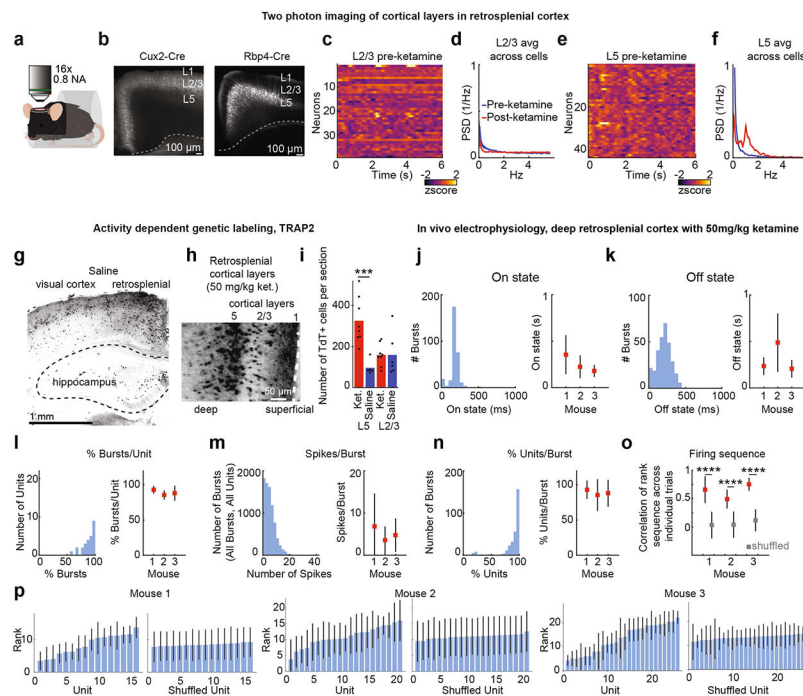 Two photon imaging of cortical layers in retrosplenial cortex
a
16x
0.8 NA
b
Cux2-Cre
L1
L2/3
L5
100 µm
Rbp4-Cre
L1
L2/3
L5
100 µm
c
L2/3 pre-ketamine
Neurons
10
20
30
0 2 4 6
Time (s)
-2 2
zscore
d
L2/3 avg
across cells
PSD (1/Hz)
1
0
Pre-ketamine
Post-ketamine
0 2 4
Hz
e
L5 pre-ketamine
Neurons
20
40
0 2 4 6
Time (s)
-2 2
zscore
f
L5 avg
across cells
PSD (1/Hz)
1
0
0 2 4
Hz
Activity dependent genetic labeling, TRAP2
In vivo electrophysiology, deep retrosplenial cortex with 50mg/kg ketamine
g
Saline
visual cortex
retrosplenial
hippocampus
1 mm
h
Retrosplenial
cortical layers
(50 mg/kg ket.)
cortical layers
5 2/3 1
50 µm
deep
superficial
i
Number of TdT+ cells per section
***
400
200
0
Ket.
Saline
Ket.
Saline
L5 L2/3
j
On state
# Bursts
200
100
0
0 500 1000
On state (ms)
On state (s)
1
0.5
0
1 2 3
Mouse
k
Off state
# Bursts
100
50
0
0 500 1000
Off state (ms)
Off state (s)
1
0.5
0
1 2 3
Mouse
l
% Bursts/Unit
Number of Units
20
10
0
0 50 100
% Bursts
% Bursts/Unit
100
50
0
1 2 3
Mouse
m
Spikes/Burst
Number of Bursts
(All Bursts, All Units)
2000
1000
0
0 20 40
Number of Spikes
Spikes/Burst
20
10
0
1 2 3
Mouse
n
% Units/Burst
Number of Bursts
200
100
0
0 50 100
% Units
% Units/Burst
100
50
0
1 2 3
Mouse
o
Firing sequence
Correlation of rank
sequence across
individual trials
**** **** ****
1
0.5
0
shuffled
1 2 3
Mouse
p
Mouse 1
Rank
10
0
0 5 10 15
Unit
0 5 10 15
Shuffled Unit
Mouse 2
20
10
0
0 10 20
Unit
0 10 20
Shuffled Unit
Mouse 3
Rank
20
10
0
0 10 20
Unit
0 10 20
Shuffled Unit